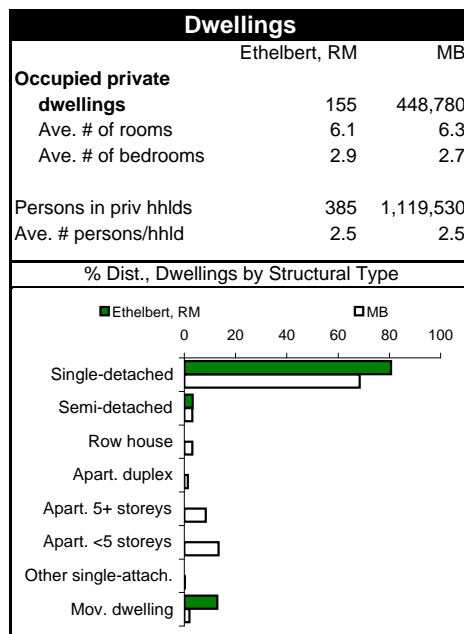 Dwellings
Ethelbert, RM MB
Occupied private
dwellings 155 448,780
Ave. # of rooms 6.1 6.3
Ave. # of bedrooms 2.9 2.7
Persons in priv hhlds 385 1,119,530
Ave. # persons/hhld 2.5 2.5
% Dist., Dwellings by Structural Type
Ethelbert, RM MB
0 20 40 60 80 100
Single-detached
Semi-detached
Row house
Apart. duplex
Apart. 5+ storeys
Apart. <5 storeys
Other single-attach.
Mov. dwelling